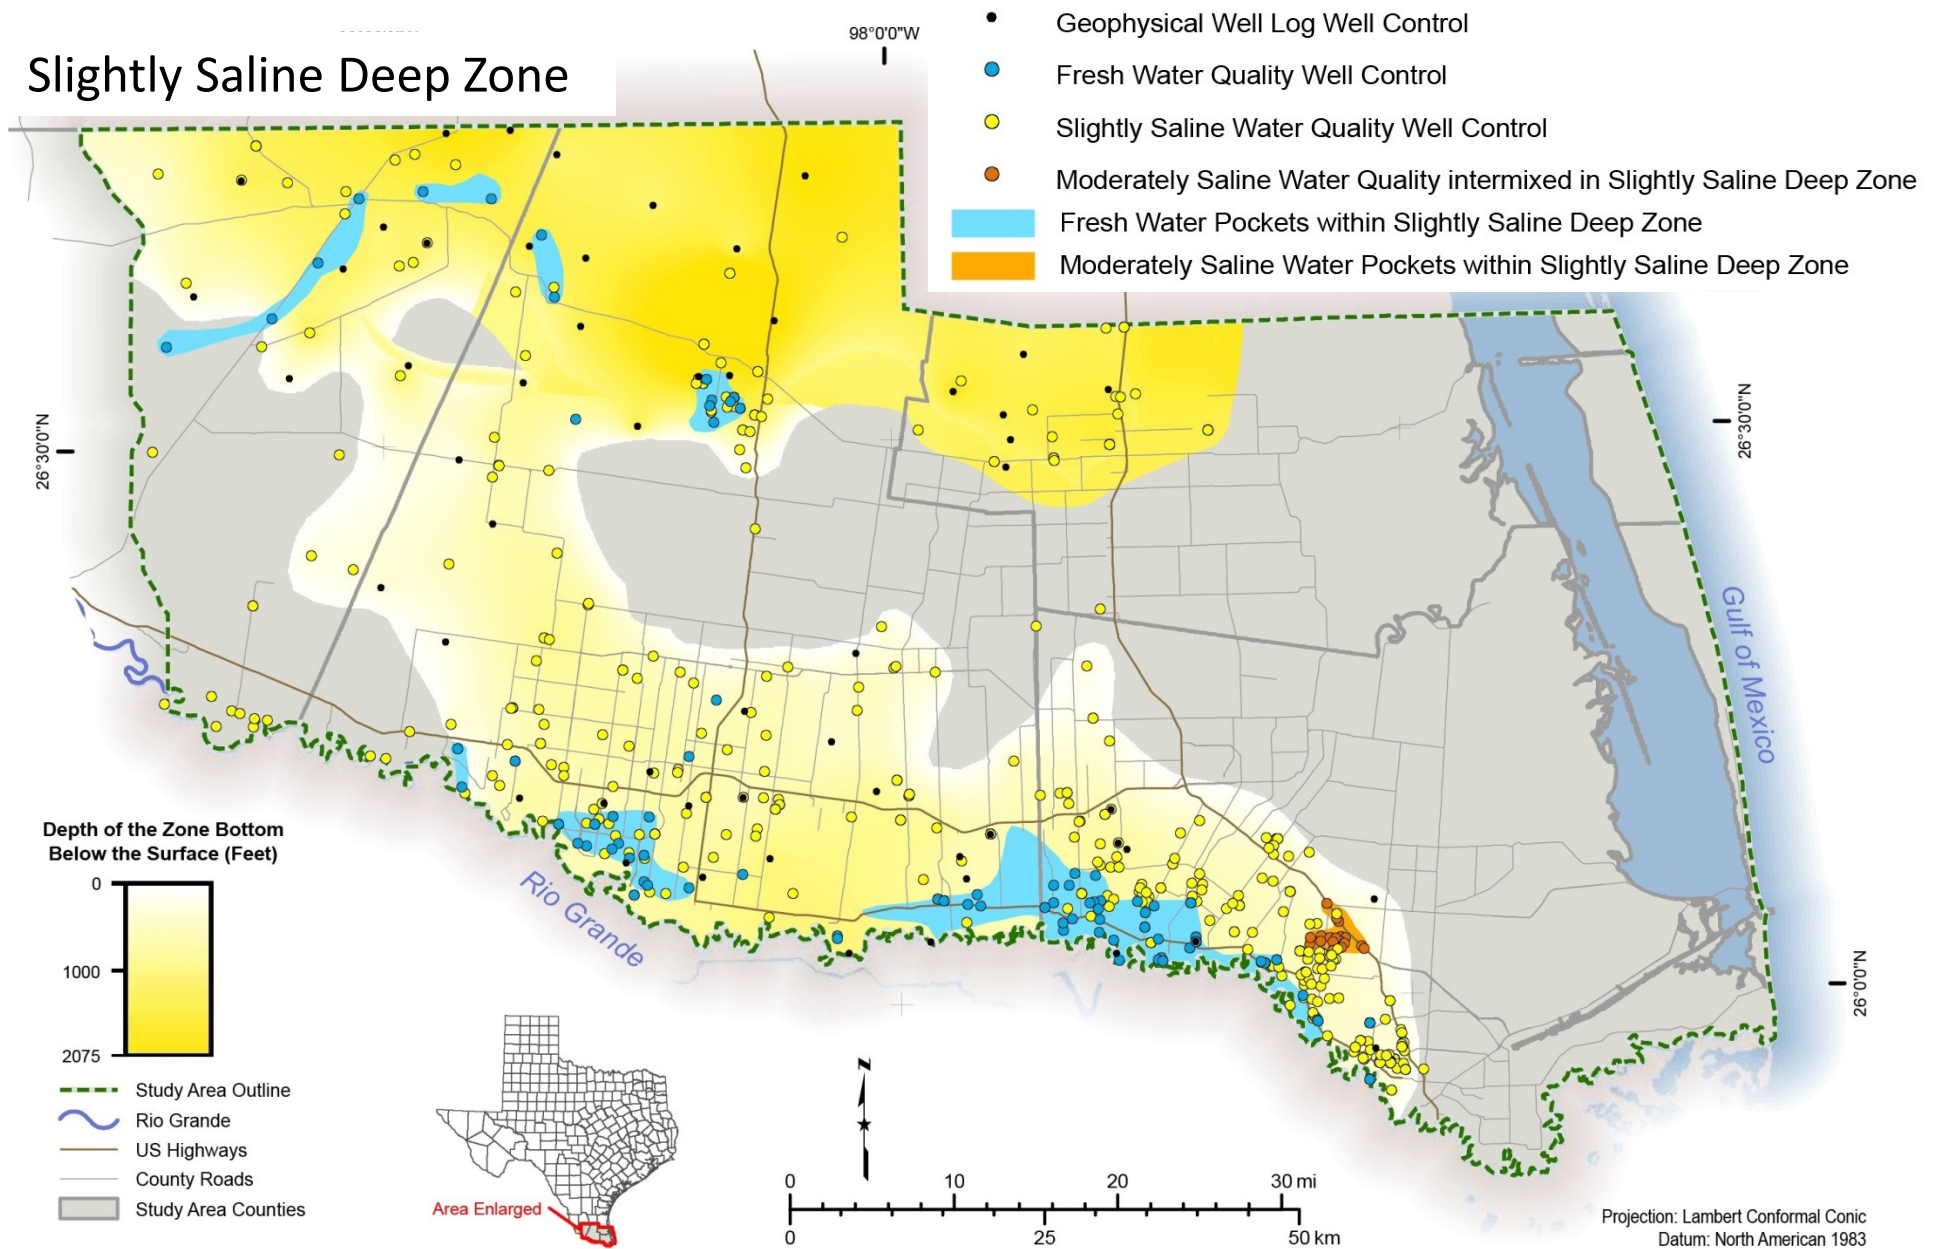 98°0'0"W
Slightly Saline Deep Zone
Geophysical Well Log Well Control
Fresh Water Quality Well Control
Slightly Saline Water Quality Well Control
Moderately Saline Water Quality intermixed in Slightly Saline Deep Zone
Fresh Water Pockets within Slightly Saline Deep Zone
Moderately Saline Water Pockets within Slightly Saline Deep Zone
26°30'0"N
26°30'0"N
Gulf of Mexico
Rio Grande
26°0'0"N
Depth of the Zone Bottom
Below the Surface (Feet)
0
1000
2075
Study Area Outline
Rio Grande
US Highways
County Roads
Study Area Counties
Area Enlarged
N
0 10 20 30 mi
0 25 50 km
Projection: Lambert Conformal Conic
Datum: North American 1983